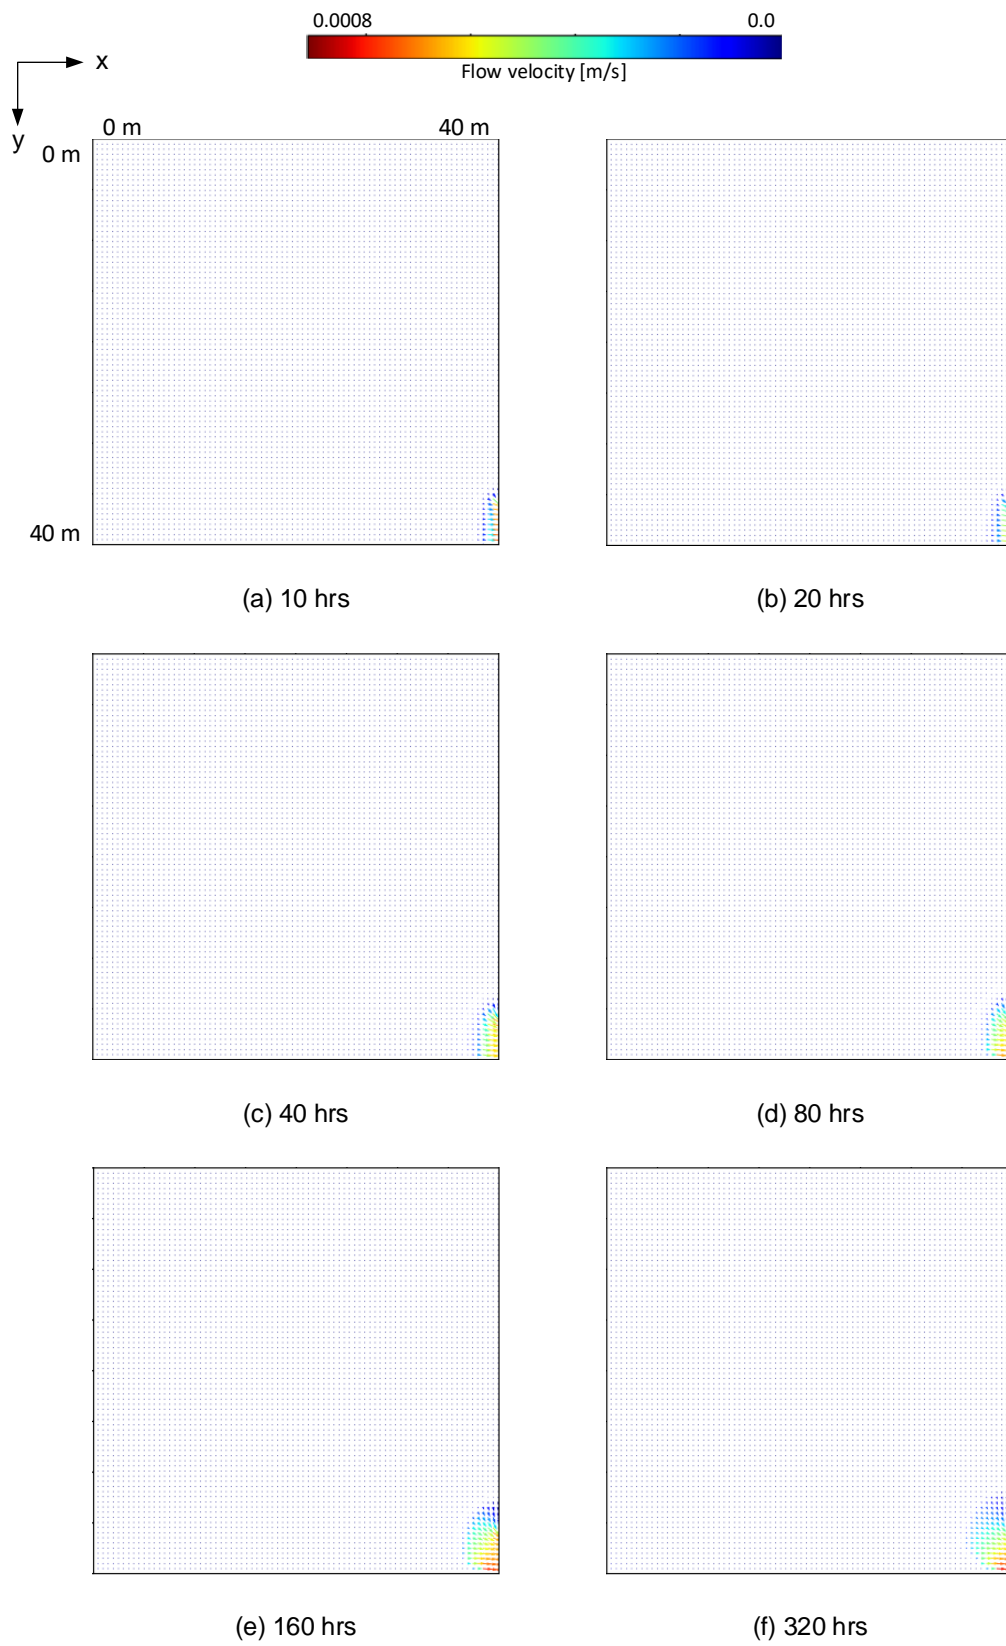 0.0008 0.0
Flow velocity [m/s]
x
y
0 m 40 m
0 m
40 m
(a) 10 hrs (b) 20 hrs
(c) 40 hrs (d) 80 hrs
(e) 160 hrs (f) 320 hrs